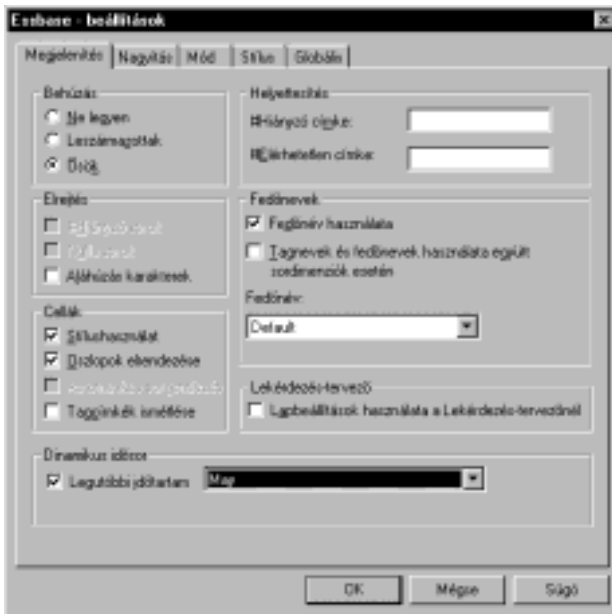 Essbase - beállítások
Megjelenítés
Nagyítás
Mód
Stílus
Globális
Behúzás
Ne legyen
Leszármazottak
Ősök
Helyettesítés
#Hiányzó címke:
#Elérhetetlen címke:
Elrejtés
Aláhúzás karakterek
Fedőnevek
Fedőnév használata
Tagnevek és fedőnevek használata együtt
sordimenziók esetén
Fedőnév:
Default
Cellák
Stílushasználat
Oszlopok elrendezése
Tagcímkék ismétlése
Lekérdezés-tervező
Lapbeállítások használata a Lekérdezés-tervezőnél
Dinamikus idősor
Legutóbbi időtartam
May
OK
Mégse
Súgó